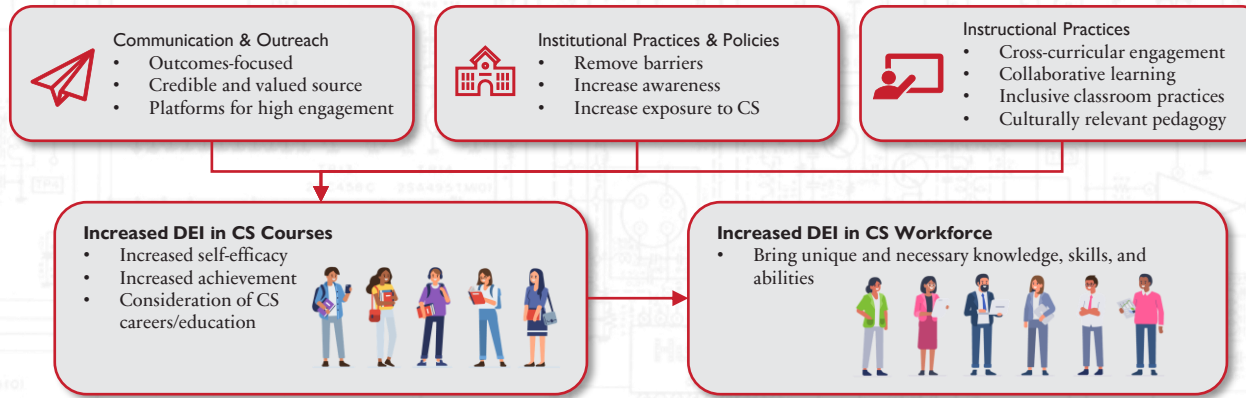 Communication & Outreach
• Outcomes-focused
• Credible and valued source
• Platforms for high engagement
Institutional Practices & Policies
• Remove barriers
• Increase awareness
• Increase exposure to CS
Instructional Practices
• Cross-curricular engagement
• Collaborative learning
• Inclusive classroom practices
• Culturally relevant pedagogy
Increased DEI in CS Courses
• Increased self-efficacy
• Increased achievement
• Consideration of CS
careers/education
Increased DEI in CS Workforce
• Bring unique and necessary knowledge, skills, and
abilities